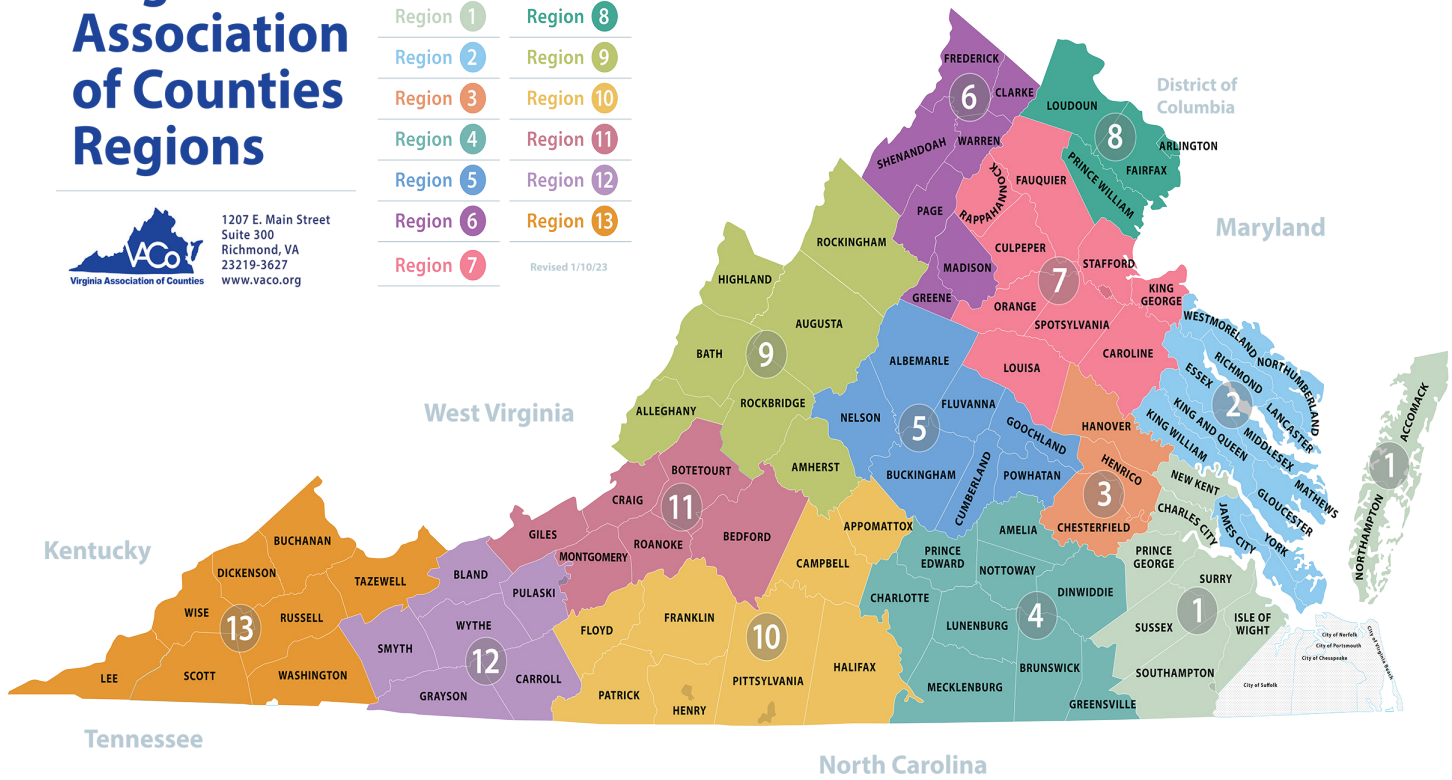 Association
of Counties
Regions
VACo
Virginia Association of Counties
1207 E. Main Street
Suite 300
Richmond, VA
23219-3627
www.vaco.org
Region 1
Region 2
Region 3
Region 4
Region 5
Region 6
Region 7
Region 8
Region 9
Region 10
Region 11
Region 12
Region 13
Revised 1/10/23
District of
Columbia
Maryland
West Virginia
Kentucky
Tennessee
North Carolina
FREDERICK
6
CLARKE
WARREN
SHENANDOAH
PAGE
MADISON
GREENE
LOUDOUN
8
ARLINGTON
FAIRFAX
PRINCE WILLIAM
FAUQUIER
RAPPAHANNOCK
CULPEPER
STAFFORD
7
KING
GEORGE
ORANGE
SPOTSYLVANIA
CAROLINE
LOUISA
ROCKINGHAM
HIGHLAND
AUGUSTA
BATH
9
ROCKBRIDGE
ALLEGHANY
AMHERST
ALBEMARLE
NELSON
FLUVANNA
5
GOOCHLAND
BUCKINGHAM
CUMBERLAND
POWHATAN
HANOVER
HENRICO
3
CHESTERFIELD
WESTMORELAND
NORTHUMBERLAND
RICHMOND
ESSEX
2
LANCASTER
KING AND QUEEN
KING WILLIAM
MIDDLESEX
MATHEWS
GLOUCESTER
JAMES CITY
YORK
ACCOMACK
1
NORTHAMPTON
NEW KENT
CHARLES CITY
PRINCE
GEORGE
SURRY
1
SUSSEX
ISLE OF
WIGHT
SOUTHAMPTON
City of Norfolk
City of Portsmouth
City of Chesapeake
City of Virginia Beach
City of Suffolk
AMELIA
PRINCE
EDWARD
NOTTOWAY
DINWIDDIE
CHARLOTTE
LUNENBURG
4
BRUNSWICK
MECKLENBURG
GREENSVILLE
APPOMATTOX
CAMPBELL
FRANKLIN
FLOYD
10
HALIFAX
PITTSYLVANIA
PATRICK
HENRY
BOTETOURT
CRAIG
11
GILES
ROANOKE
BEDFORD
MONTGOMERY
BLAND
PULASKI
WYTHE
SMYTH
12
CARROLL
GRAYSON
BUCHANAN
DICKENSON
TAZEWELL
WISE
RUSSELL
13
LEE
SCOTT
WASHINGTON